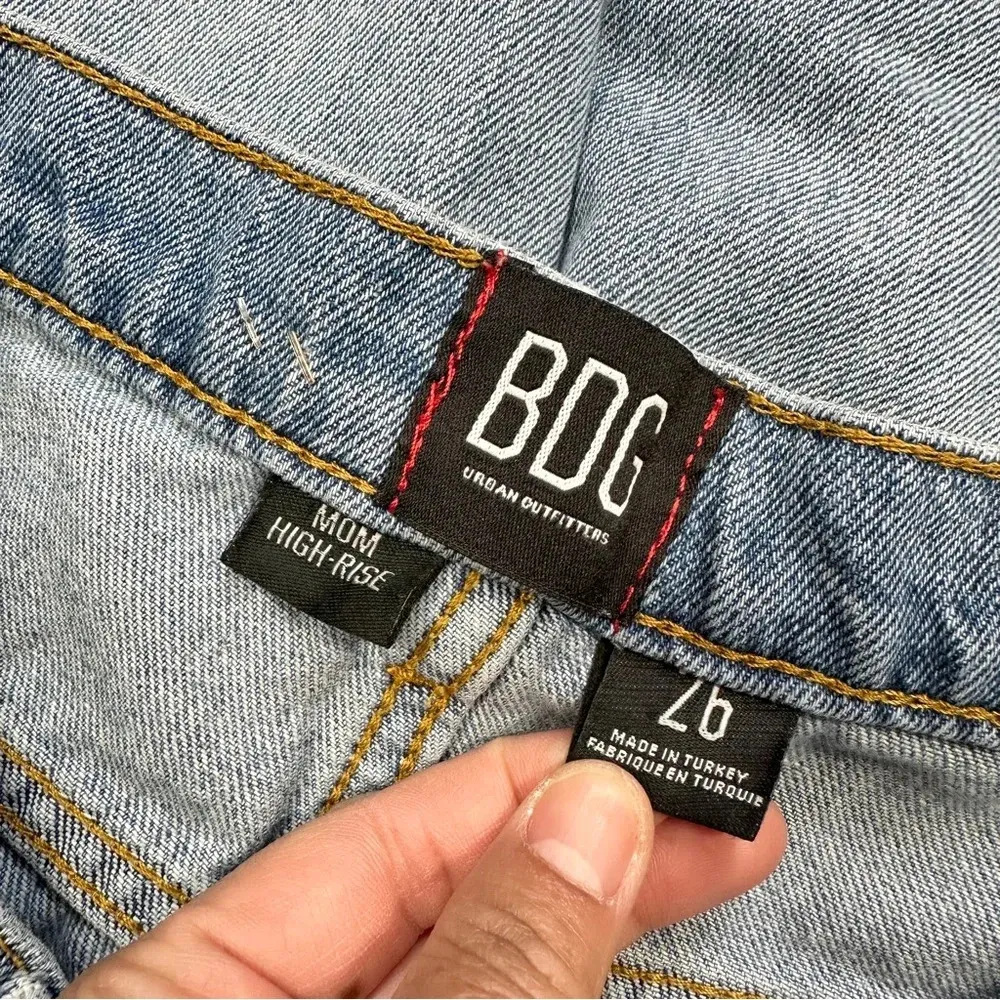 BDG
URBAN OUTFITTERS
MOM
HIGH-RISE
26
MADE IN TURKEY
FABRIQUE EN TURQUIE